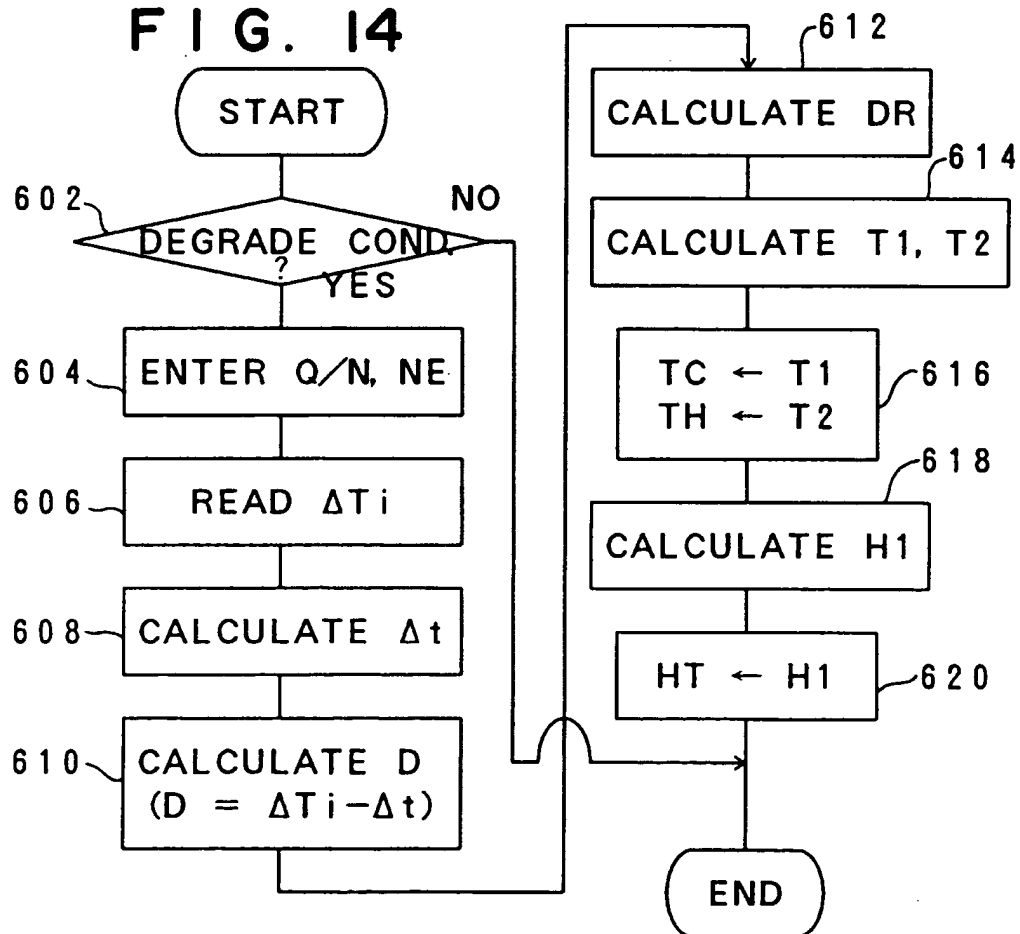 FIG. 14
START
602
NO
DEGRADE COND.
?
YES
604
ENTER Q/N, NE
606
READ ΔTi
608
CALCULATE Δt
610
CALCULATE D
(D = ΔTi-Δt)
612
CALCULATE DR
614
CALCULATE T1, T2
616
TC ← T1
TH ← T2
618
CALCULATE H1
620
HT ← H1
END